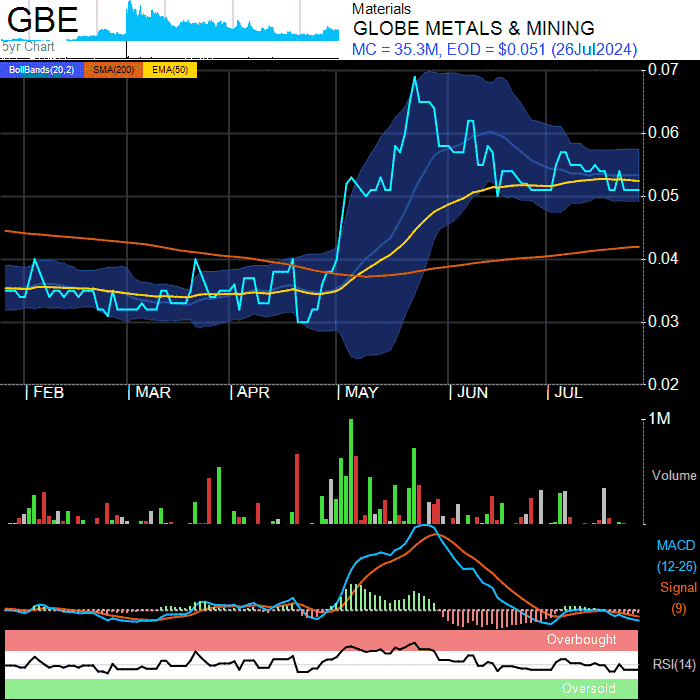 GBE
5yr Chart
Materials
GLOBE METALS & MINING
MC = 35.3M, EOD = $0.051 (26Jul2024)
BollBands(20,2) SMA(200) EMA(50)
0.07
0.06
0.05
0.04
0.03
0.02
FEB MAR APR MAY JUN JUL
1M
Volume
MACD
(12-26)
Signal
(9)
Overbought
RSI(14)
Oversold